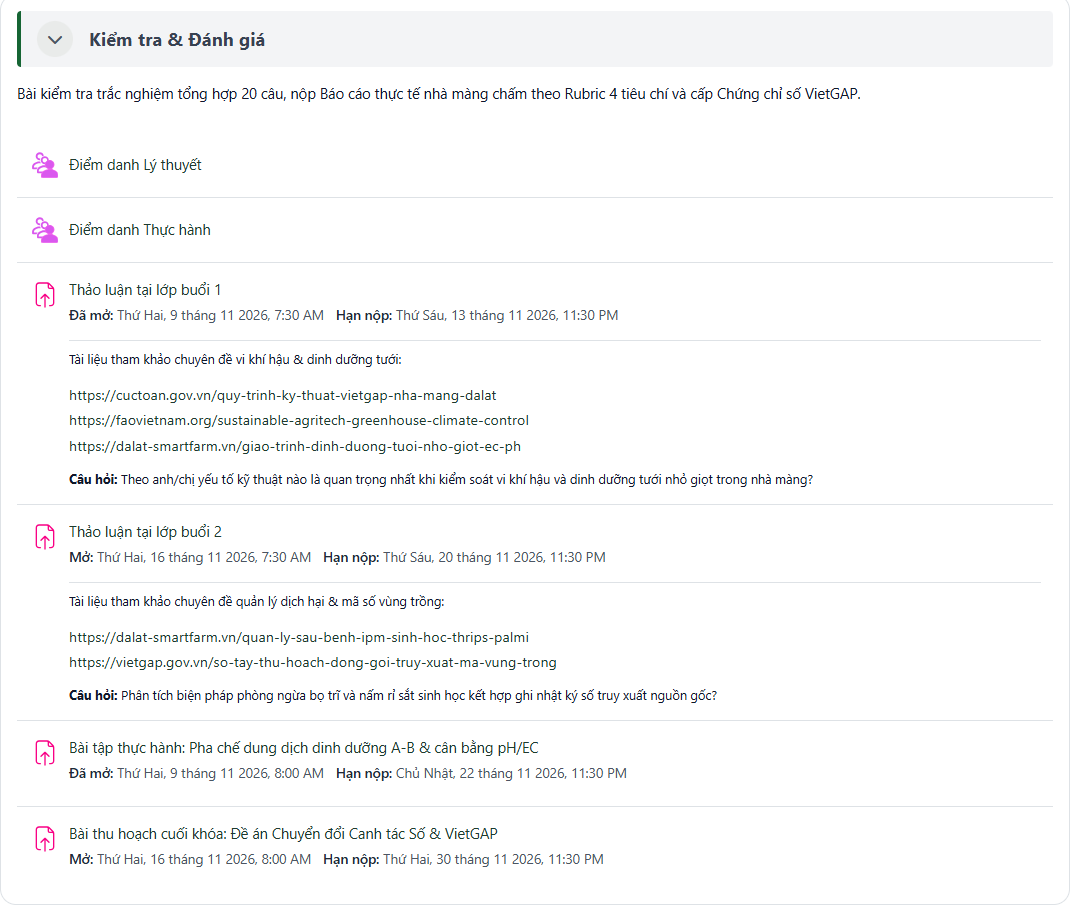 Kiểm tra & Đánh giá
Bài kiểm tra trắc nghiệm tổng hợp 20 câu, nộp Báo cáo thực tế nhà màng chấm theo Rubric 4 tiêu chí và cấp Chứng chỉ số VietGAP.
Điểm danh Lý thuyết
Điểm danh Thực hành
Thảo luận tại lớp buổi 1
Đã mở: Thứ Hai, 9 tháng 11 2026, 7:30 AM Hạn nộp: Thứ Sáu, 13 tháng 11 2026, 11:30 PM
Tài liệu tham khảo chuyên đề vi khí hậu & dinh dưỡng tưới:
https://cuctoan.gov.vn/quy-trinh-ky-thuat-vietgap-nha-mang-dalat
https://faovietnam.org/sustainable-agritech-greenhouse-climate-control
https://dalat-smartfarm.vn/giao-trinh-dinh-duong-tuoi-nho-giot-ec-ph
Câu hỏi: Theo anh/chị yếu tố kỹ thuật nào là quan trọng nhất khi kiểm soát vi khí hậu và dinh dưỡng tưới nhỏ giọt trong nhà màng?
Thảo luận tại lớp buổi 2
Mở: Thứ Hai, 16 tháng 11 2026, 7:30 AM Hạn nộp: Thứ Sáu, 20 tháng 11 2026, 11:30 PM
Tài liệu tham khảo chuyên đề quản lý dịch hại & mã số vùng trồng:
https://dalat-smartfarm.vn/quan-ly-sau-benh-ipm-sinh-hoc-thrips-palmi
https://vietgap.gov.vn/so-tay-thu-hoach-dong-goi-truy-xuat-ma-vung-trong
Câu hỏi: Phân tích biện pháp phòng ngừa bọ trĩ và nấm rỉ sắt sinh học kết hợp ghi nhật ký số truy xuất nguồn gốc?
Bài tập thực hành: Pha chế dung dịch dinh dưỡng A-B & cân bằng pH/EC
Đã mở: Thứ Hai, 9 tháng 11 2026, 8:00 AM Hạn nộp: Chủ Nhật, 22 tháng 11 2026, 11:30 PM
Bài thu hoạch cuối khóa: Đề án Chuyển đổi Canh tác Số & VietGAP
Mở: Thứ Hai, 16 tháng 11 2026, 8:00 AM Hạn nộp: Thứ Hai, 30 tháng 11 2026, 11:30 PM